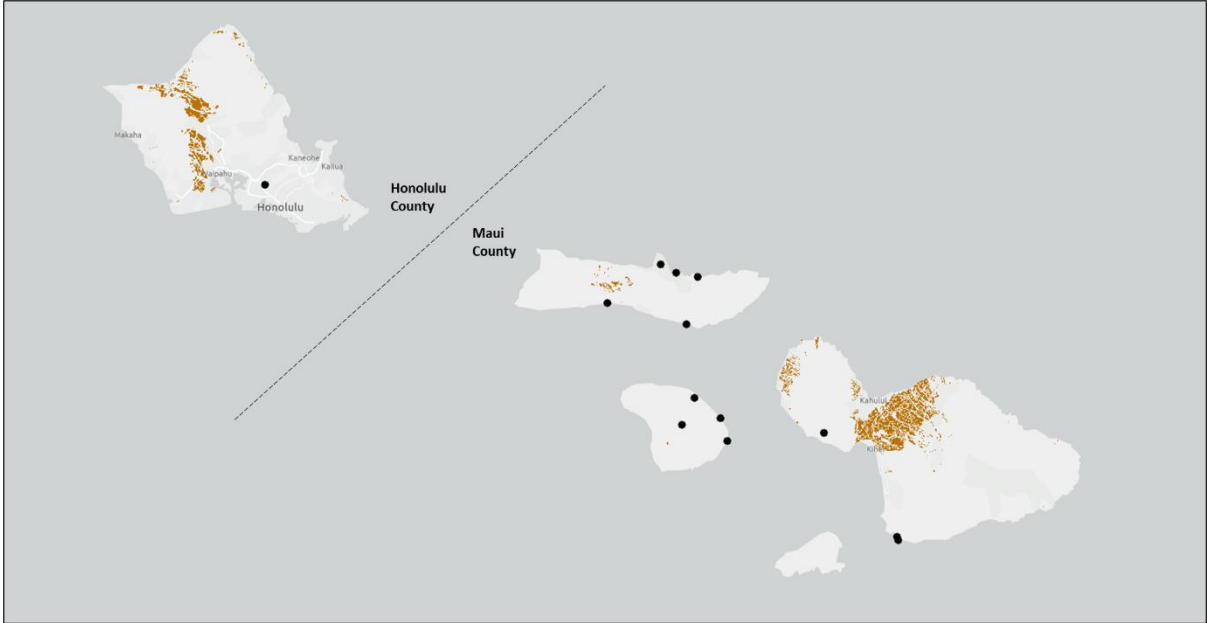 Makaha
Kaneohe
Kailua
Waipahu
Honolulu
Honolulu
County
Maui
County
Kahului
Kihei